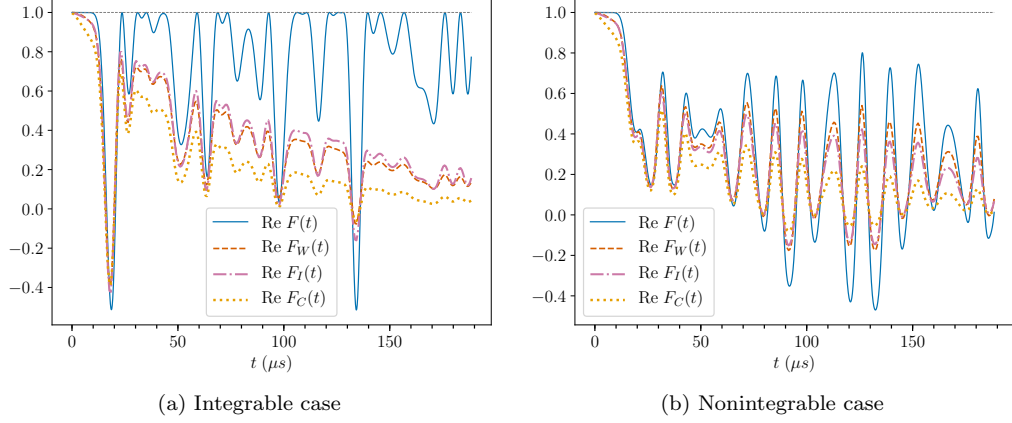 1.0
0.8
0.6
0.4
0.2
0.0
−0.2
−0.4
0
50
100
150
t (μs)
Re F(t)
Re F_W(t)
Re F_I(t)
Re F_C(t)
(a) Integrable case
1.0
0.8
0.6
0.4
0.2
0.0
−0.2
−0.4
0
50
100
150
t (μs)
Re F(t)
Re F_W(t)
Re F_I(t)
Re F_C(t)
(b) Nonintegrable case